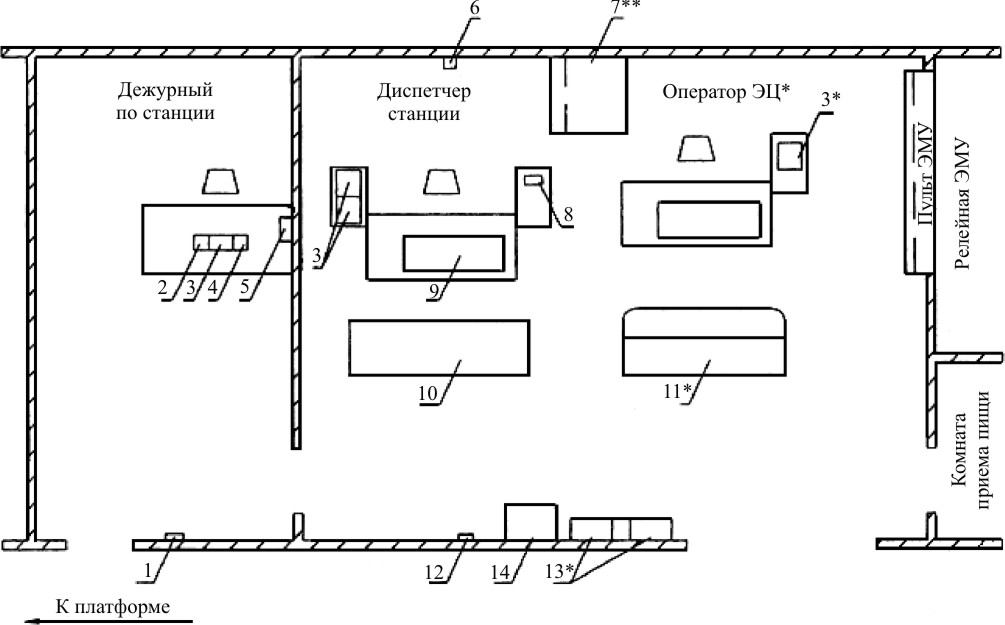 6
7**
Дежурный
по станции
Диспетчер
станции
Оператор ЭЦ*
3*
Пульт ЭМУ
Релейная ЭМУ
8
2
3
4
5
3
9
10
11*
Комната
приема пищи
1
12
14
13*
К платформе